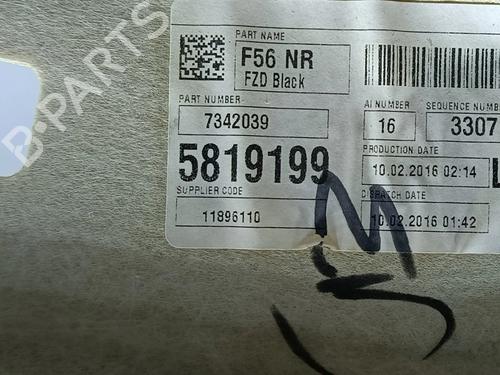 PART NAME
F56 NR
FZD Black
PART NUMBER
7342039
AI NUMBER
16
SEQUENCE NUMBER
3307
5819199
PRODUCTION DATE
10.02.2016 02:14
L
SUPPLIER CODE
11896110
DISPATCH DATE
10.02.2016 01:42
B-PARTS